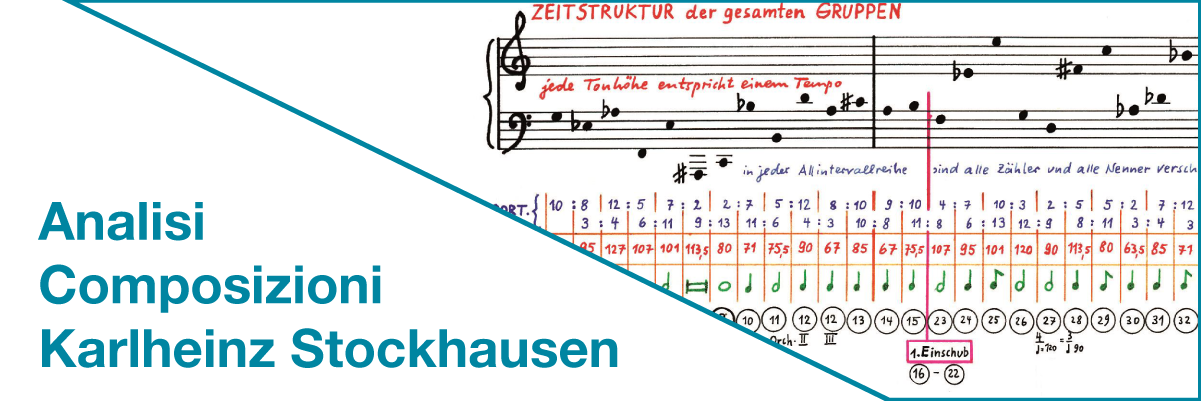 ZEITSTRUKTUR der gesamten GRUPPEN
jede Tonhöhe entspricht einem Tempo
in jeder Allintervallreihe sind alle Zähler und alle Nenner versch
PORT. { 10 : 8 | 12 : 5 | 7 : 2 | 2 : 7 | 5 : 12 | 8 : 10 | 9 : 10 | 4 : 7 | 10 : 3 | 2 : 5 | 5 : 2 | 7 : 12
3 : 4 | 6 : 11 | 9 : 13 | 11 : 6 | 4 : 3 | 10 : 8 | 11 : 8 | 6 : 13 | 12 : 9 | 8 : 11 | 3 : 4 | 3
95 | 127 | 107 | 101 | 113,5 | 80 | 71 | 75,5 | 90 | 67 | 85 | 67 | 75,5 | 107 | 95 | 101 | 120 | 90 | 113,5 | 80 | 63,5 | 85 | 71
10 11 12 12 13 14 15 23 24 25 26 27 28 29 30 31 32
Orch. II III
4 = 120 = 3 90
1. Einschub
16 - 22
Analisi
Composizioni
Karlheinz Stockhausen